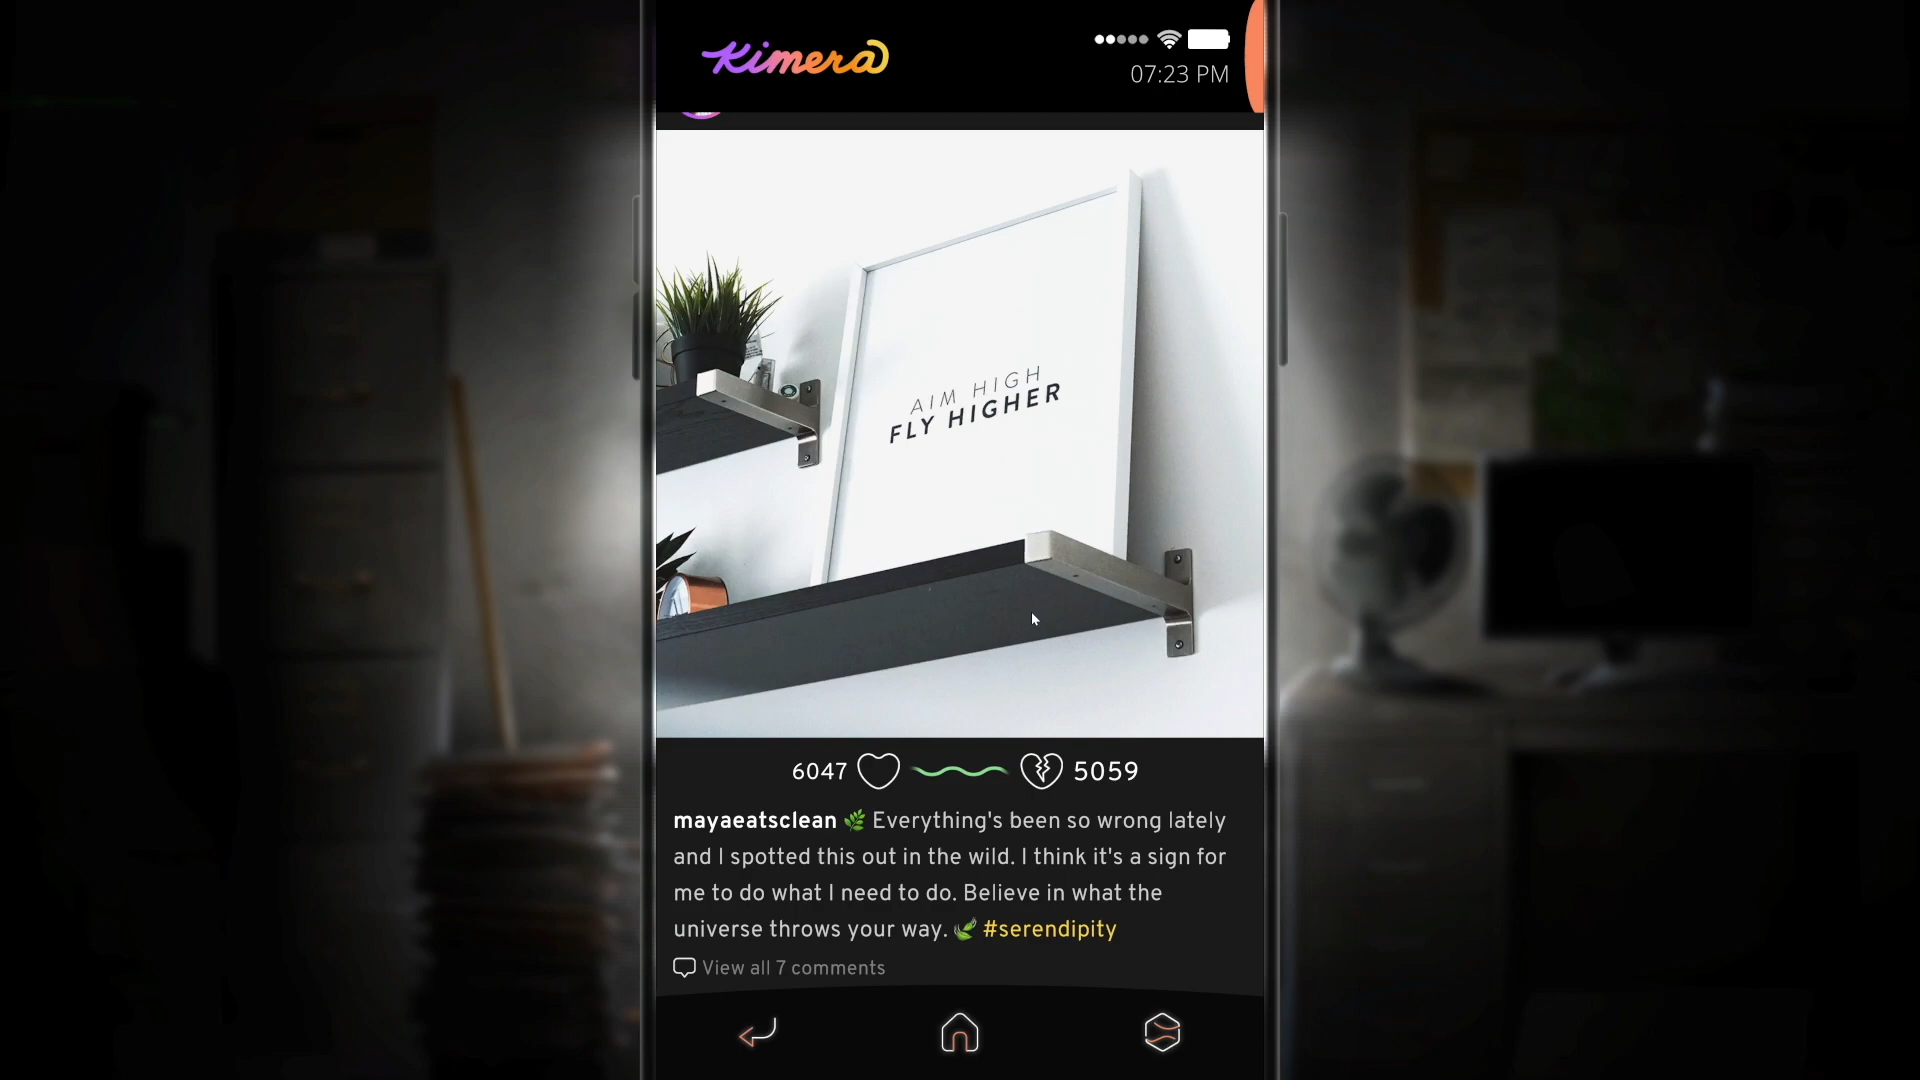 Kimera
07:23 PM
AIM HIGH
FLY HIGHER
6047 5059
mayaeatsclean 🌿 Everything's been so wrong lately
and I spotted this out in the wild. I think it's a sign for
me to do what I need to do. Believe in what the
universe throws your way. 🍃 #serendipity
View all 7 comments